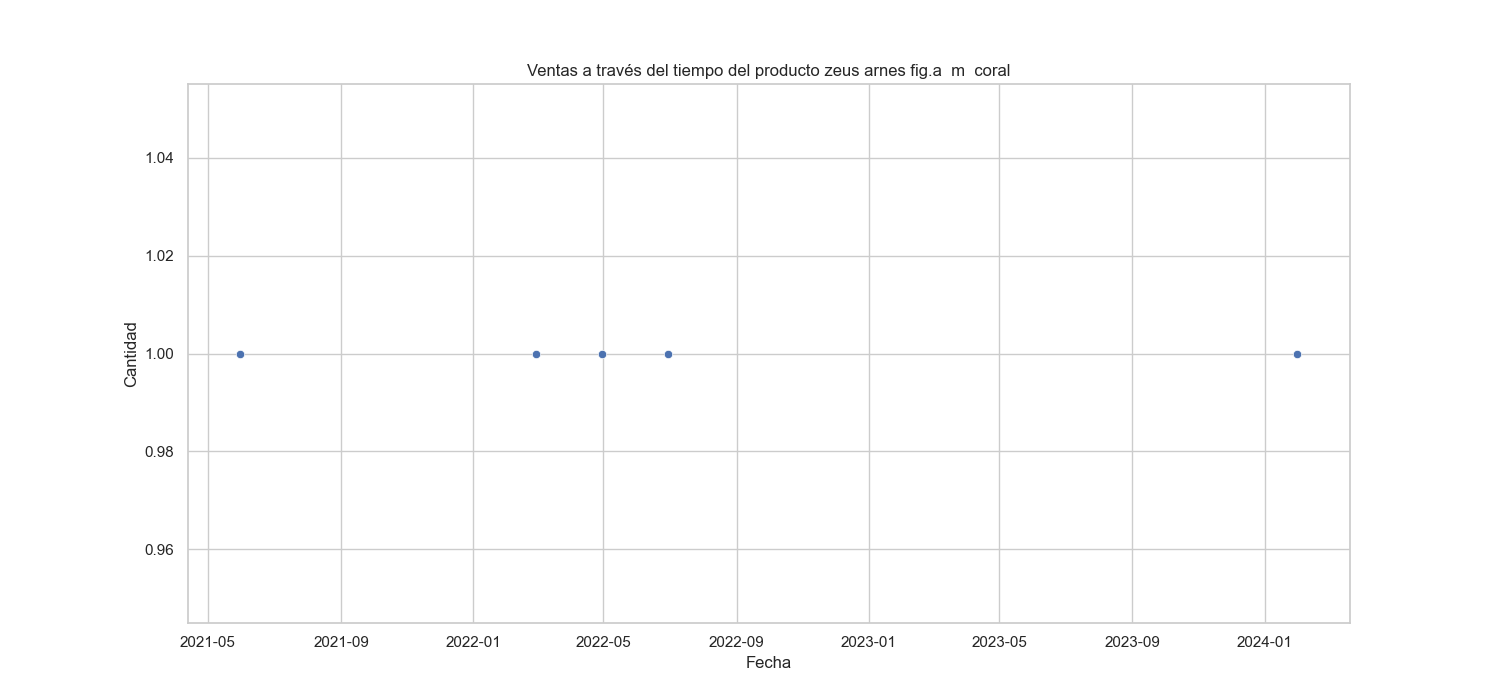 Ventas a través del tiempo del producto zeus arnes fig.a  m  coral
1.04
1.02
1.00
0.98
0.96
Cantidad
2021-05 2021-09 2022-01 2022-05 2022-09 2023-01 2023-05 2023-09 2024-01
Fecha